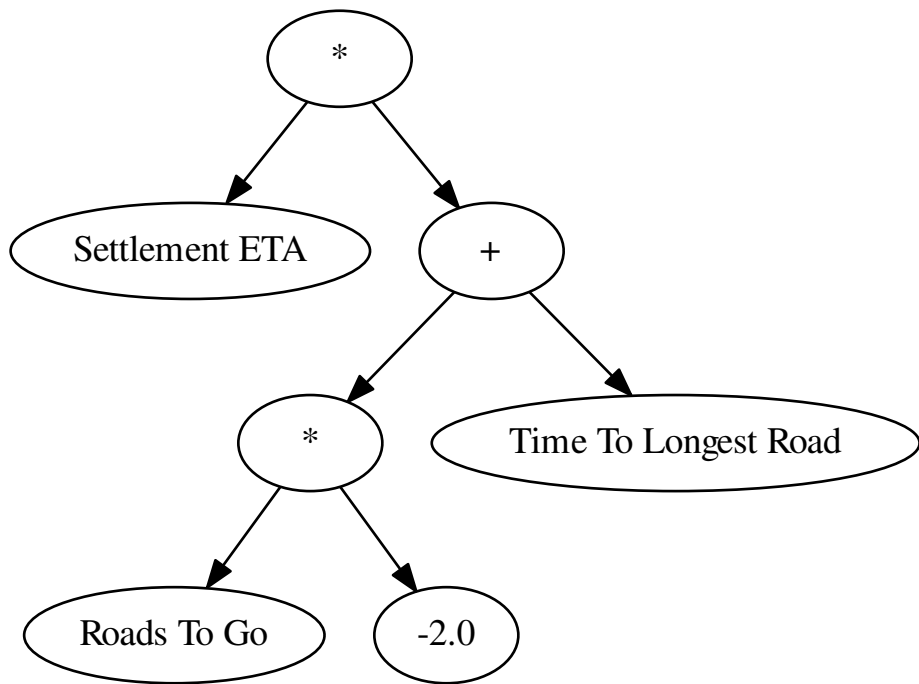 *
Settlement ETA
+
*
Time To Longest Road
Roads To Go
-2.0